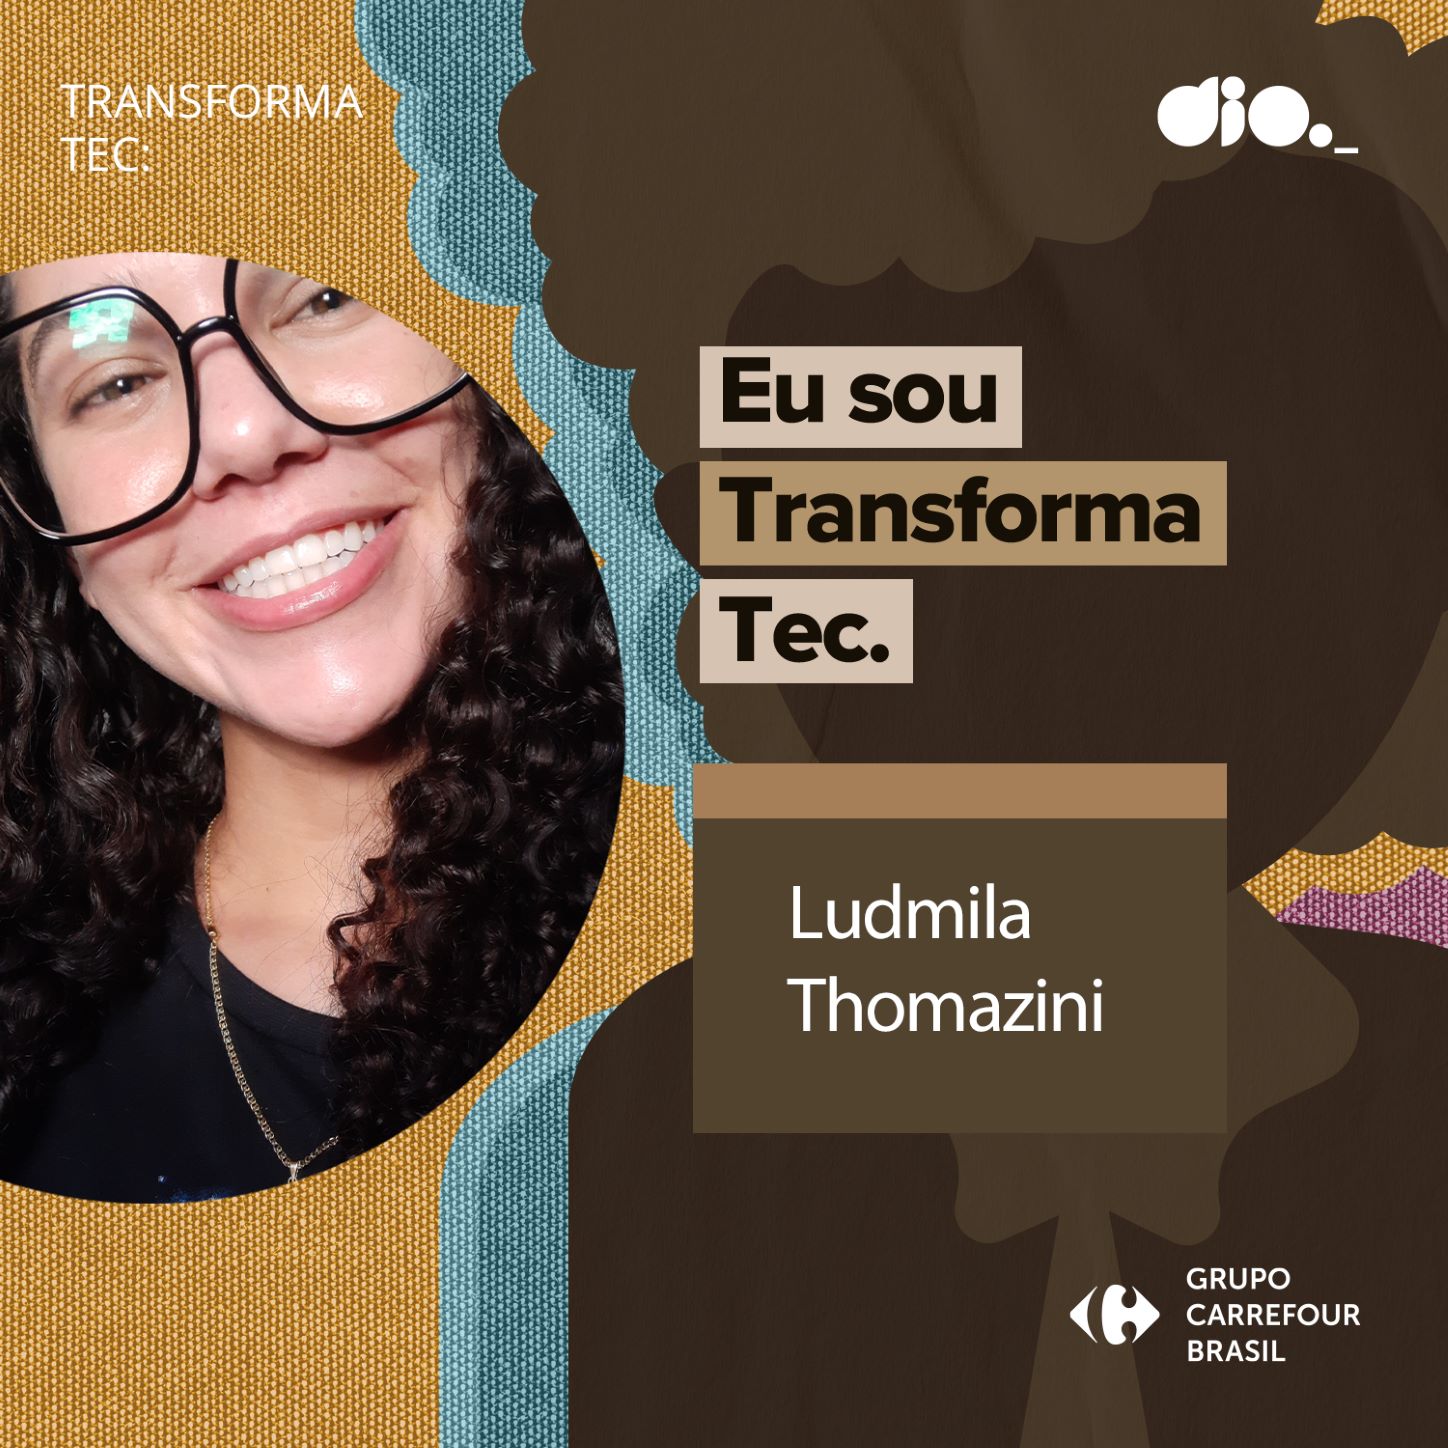 TRANSFORMA
TEC:
dio._
Eu sou
Transforma
Tec.
Ludmila
Thomazini
GRUPO
CARREFOUR
BRASIL